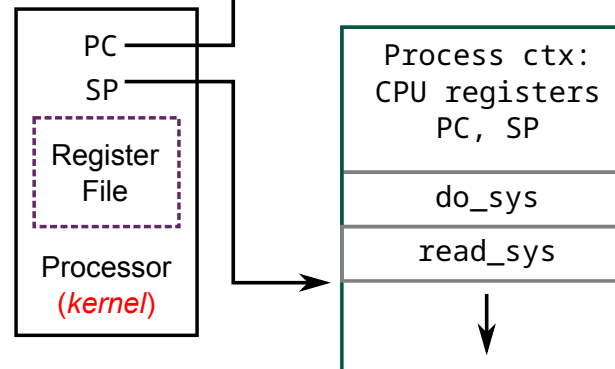 PC
SP
Register
File
Processor
(kernel)
Process ctx:
CPU registers
PC, SP
do_sys
read_sys